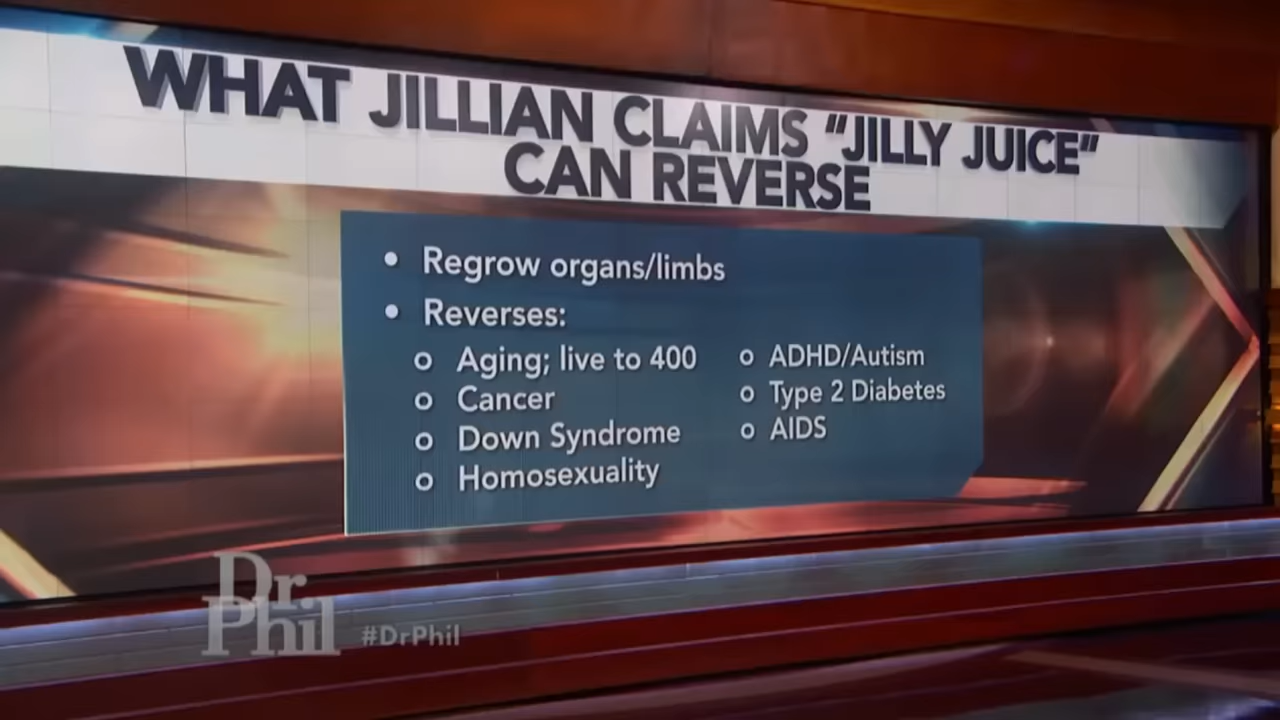 WHAT JILLIAN CLAIMS "JILLY JUICE"
CAN REVERSE
• Regrow organs/limbs
• Reverses:
o Aging; live to 400
o Cancer
o Down Syndrome
o Homosexuality
o ADHD/Autism
o Type 2 Diabetes
o AIDS
Dr.
Phil
#DrPhil